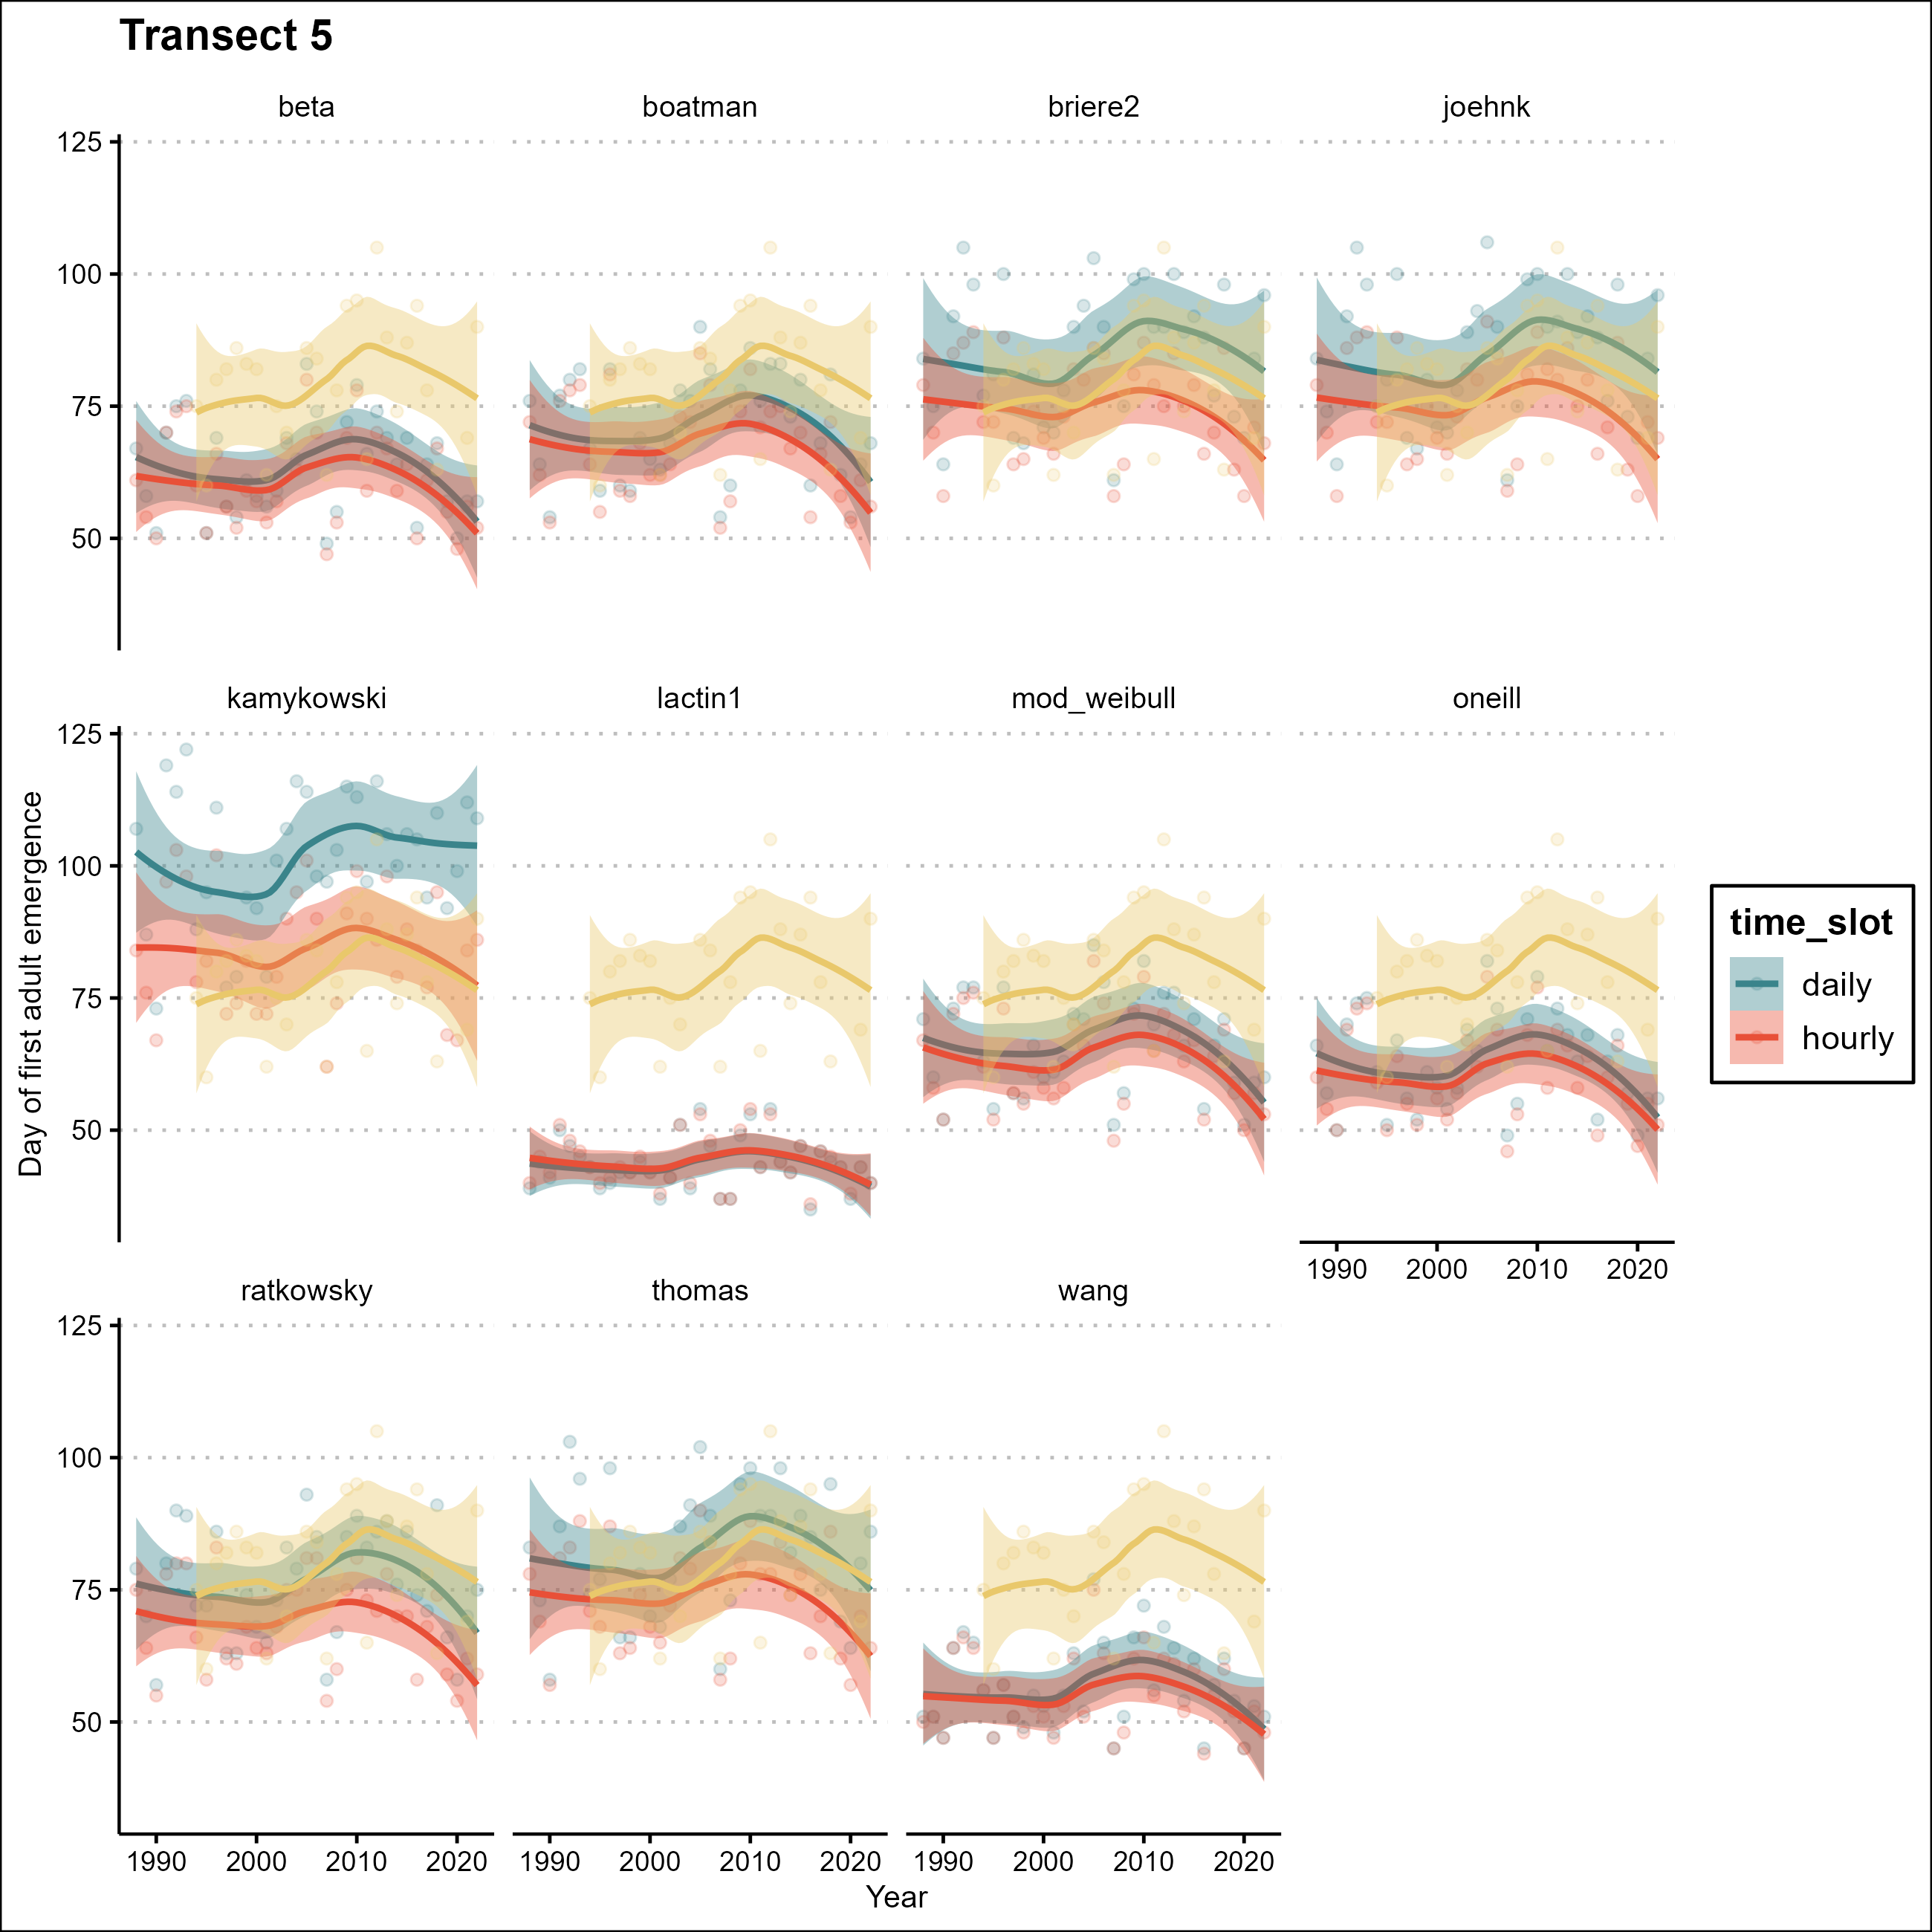 Transect 5
beta boatman briere2 joehnk
125
100
75
50
kamykowski lactin1 mod_weibull oneill
125
100
75
50
1990 2000 2010 2020
ratkowsky thomas wang
125
100
75
50
1990 2000 2010 2020 1990 2000 2010 2020 1990 2000 2010 2020
Year
Day of first adult emergence
time_slot
daily
hourly